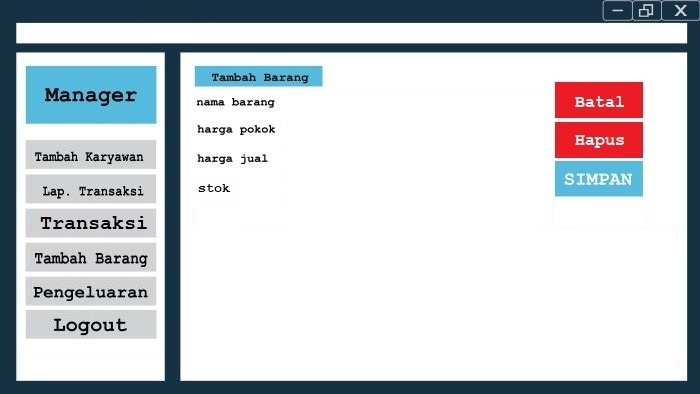 Manager
Tambah Karyawan
Lap. Transaksi
Transaksi
Tambah Barang
Pengeluaran
Logout
Tambah Barang
nama barang
harga pokok
harga jual
stok
Batal
Hapus
SIMPAN